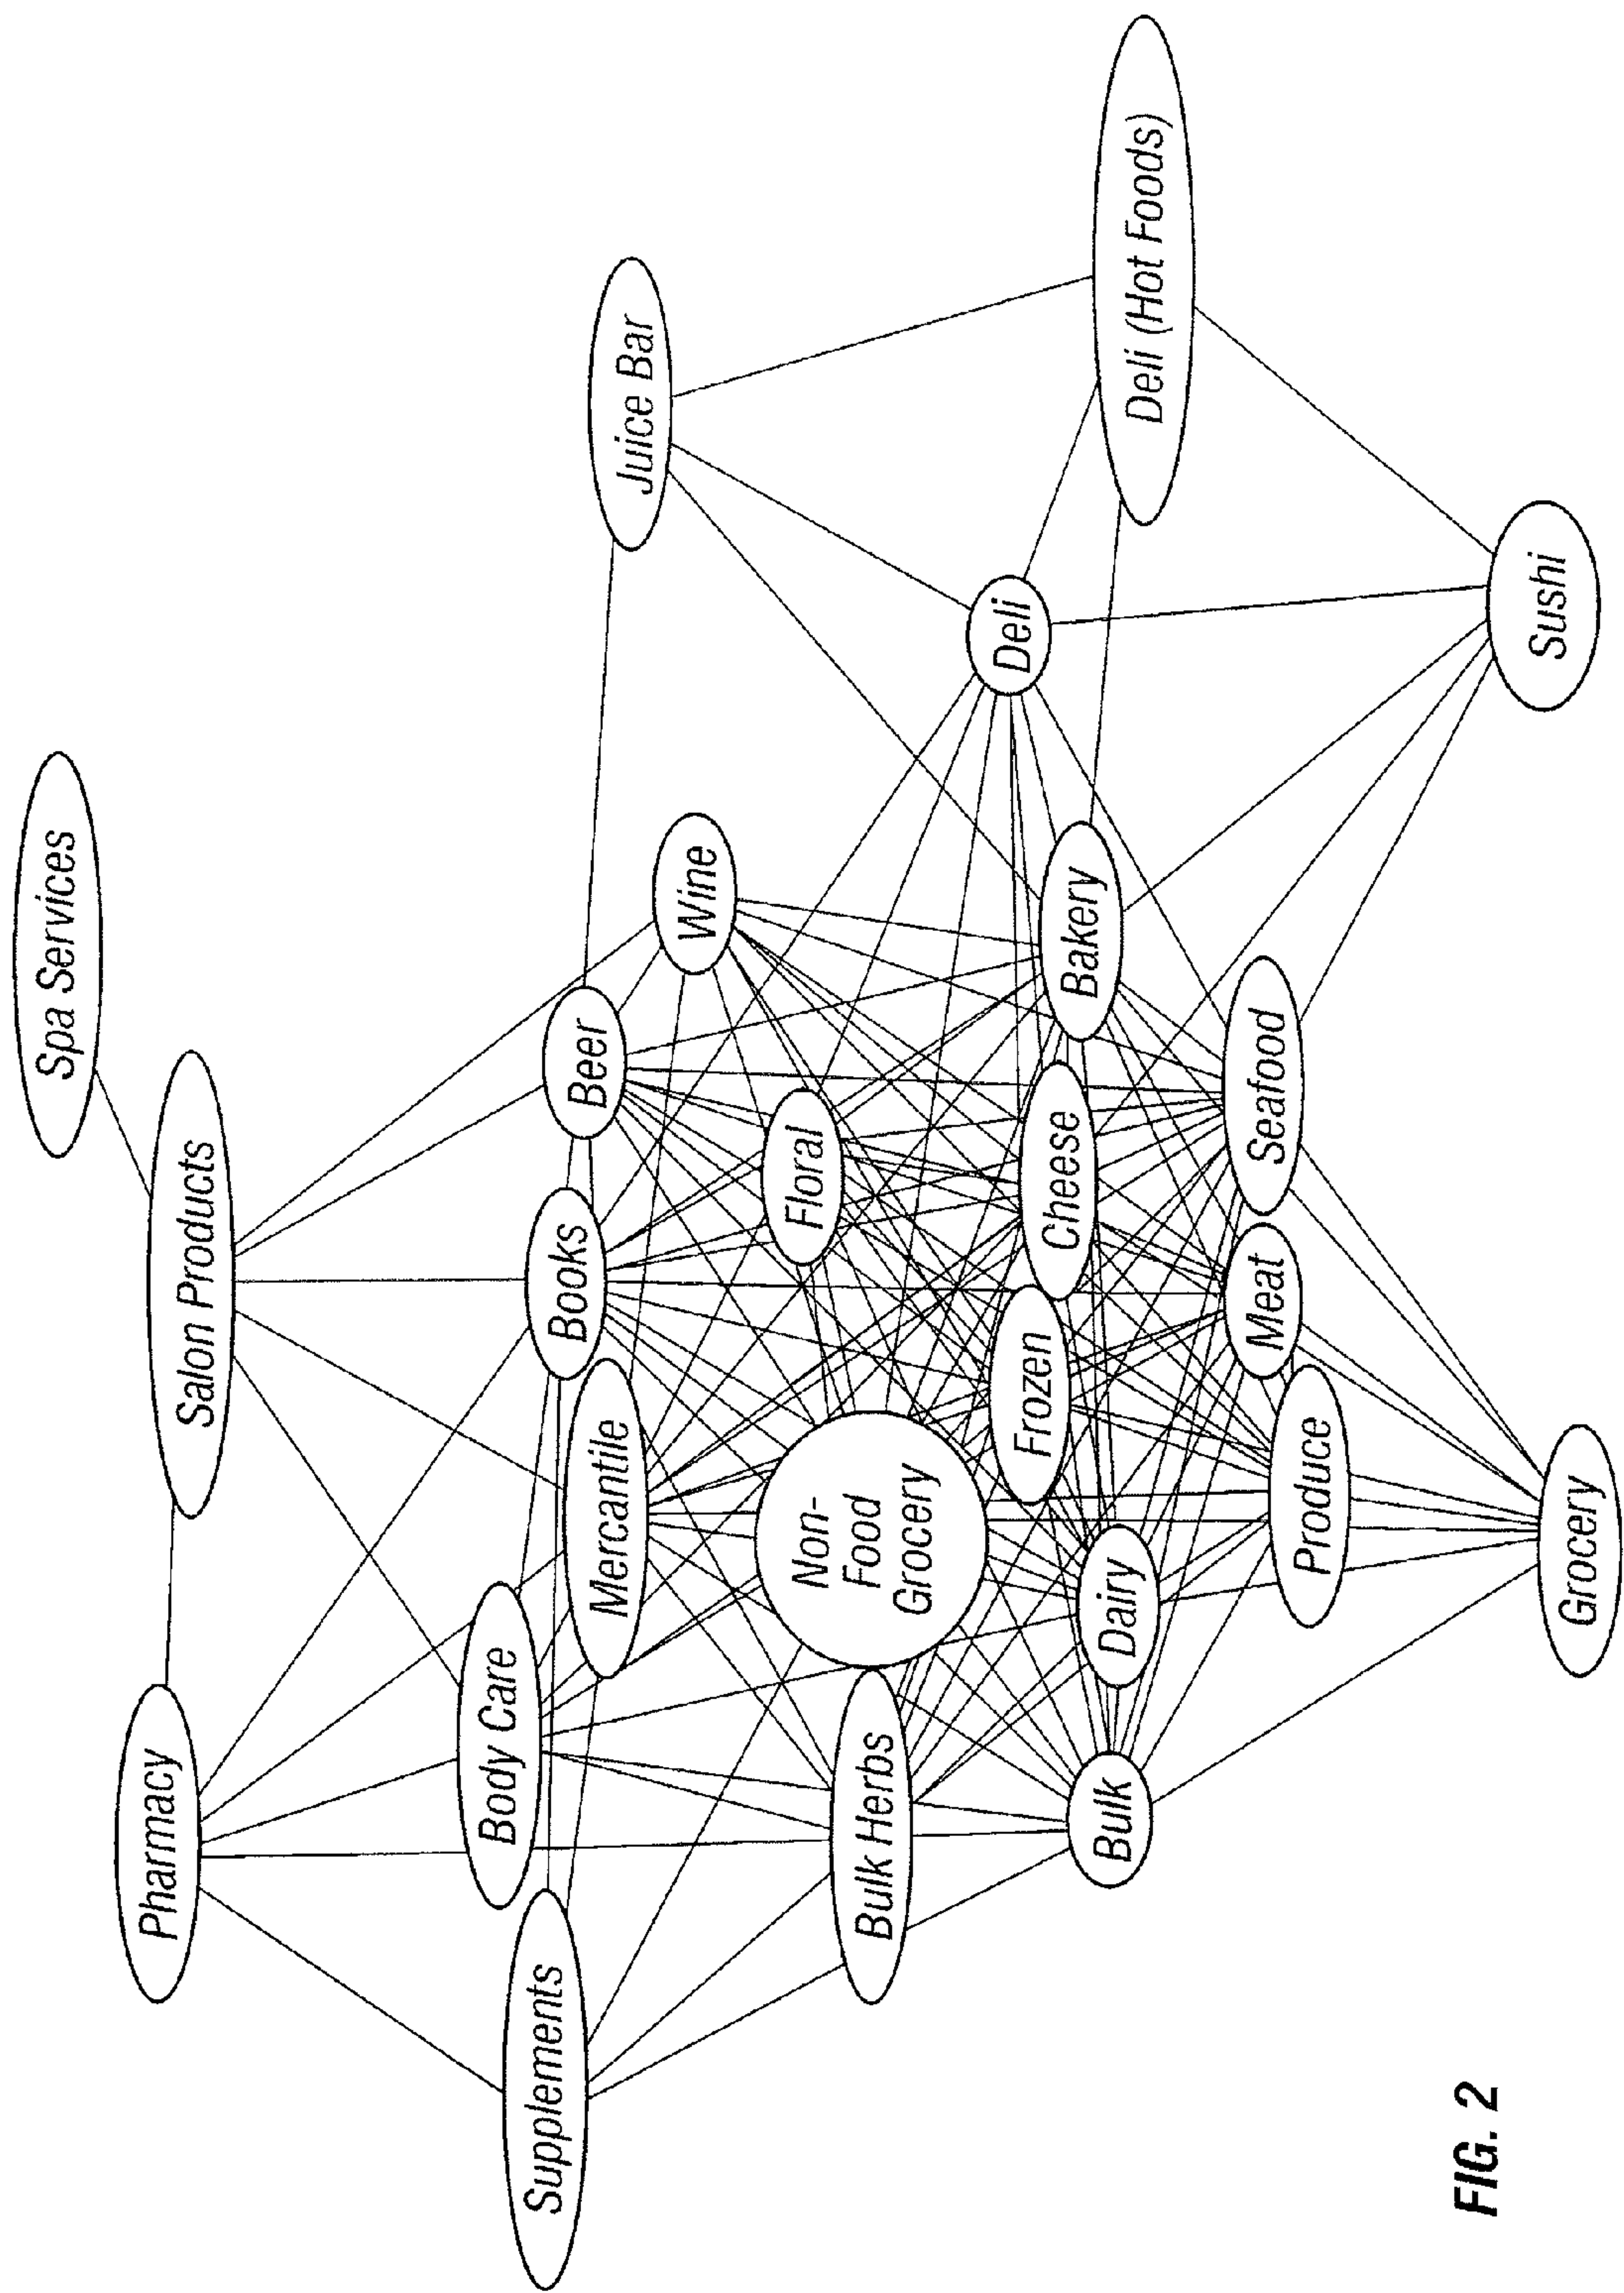 Spa Services
Salon Products
Pharmacy
Juice Bar
Beer
Wine
Books
Body Care
Supplements
Mercantile
Floral
Deli
Deli (Hot Foods)
Non-
Food
Grocery
Bulk Herbs
Bakery
Cheese
Frozen
Dairy
Bulk
Seafood
Meat
Produce
Sushi
Grocery
FIG. 2